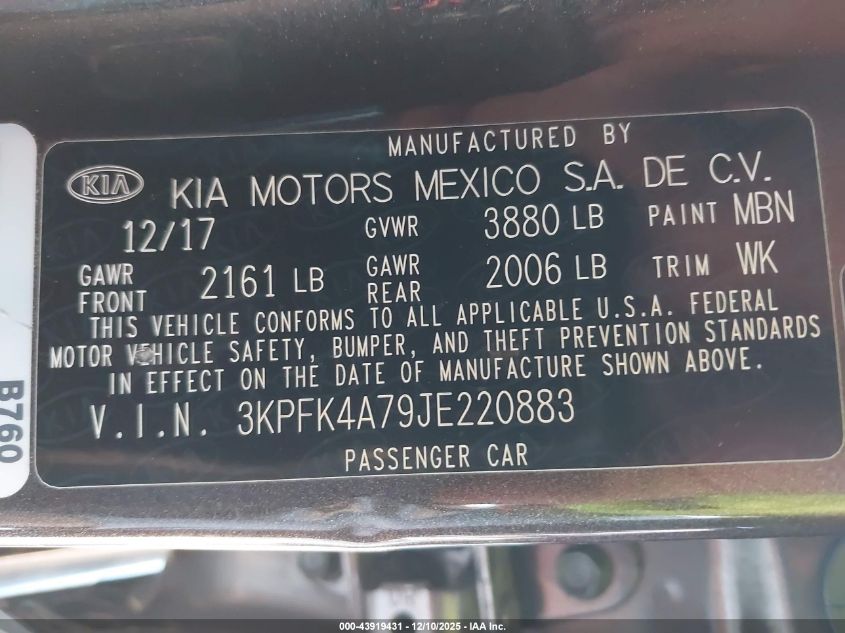 MANUFACTURED BY
KIA KIA MOTORS MEXICO S.A. DE C.V.
12/17 GVWR 3880 LB PAINT MBN
GAWR FRONT 2161 LB GAWR REAR 2006 LB TRIM WK
THIS VEHICLE CONFORMS TO ALL APPLICABLE U.S.A. FEDERAL
MOTOR VEHICLE SAFETY, BUMPER, AND THEFT PREVENTION STANDARDS
IN EFFECT ON THE DATE OF MANUFACTURE SHOWN ABOVE.
V.I.N. 3KPFK4A79JE220883
PASSENGER CAR
B760
000-43919431 - 12/10/2025 - IAA Inc.